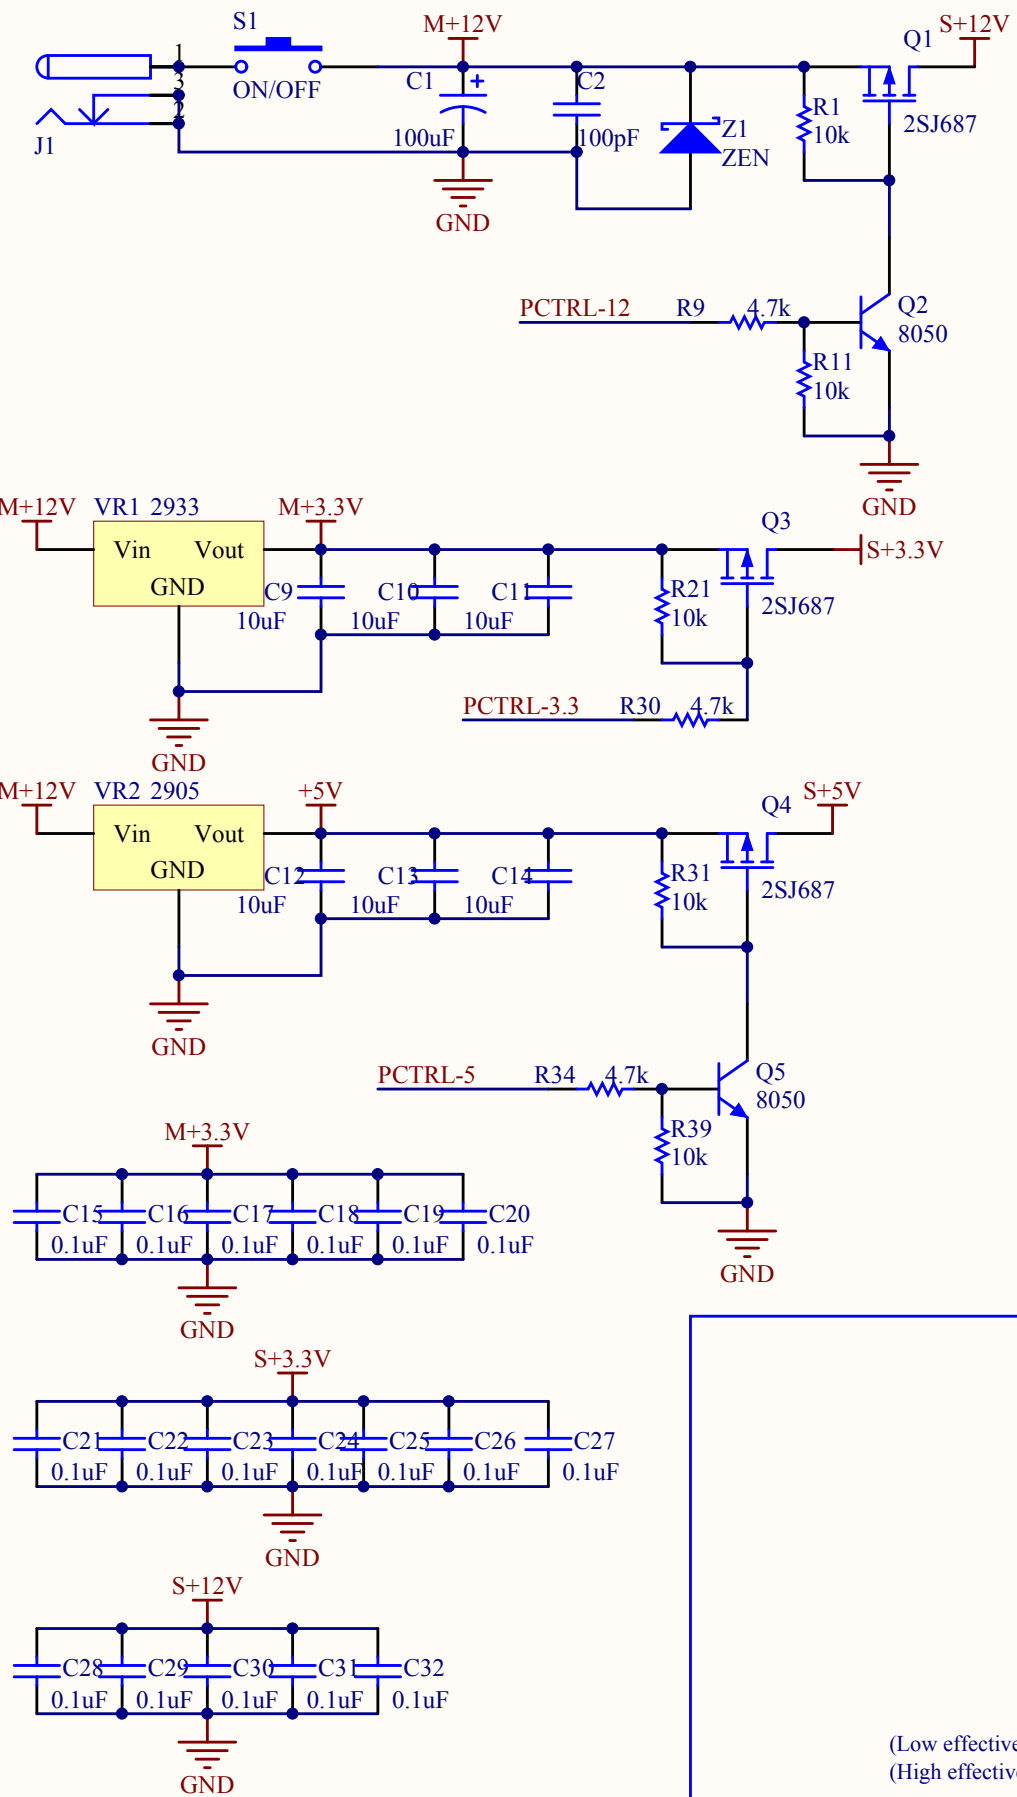 S1
M+12V
S+12V
1
3
2
J1
ON/OFF
C1
+
100uF
C2
100pF
Z1
ZEN
R1
10k
Q1
2SJ687
GND
PCTRL-12
R9
4.7k
Q2
8050
R11
10k
GND
M+12V
VR1 2933
Vin
Vout
GND
M+3.3V
C9
10uF
C10
10uF
C11
10uF
R21
10k
Q3
2SJ687
S+3.3V
PCTRL-3.3
R30
4.7k
GND
M+12V
VR2 2905
Vin
Vout
GND
+5V
C12
10uF
C13
10uF
C14
10uF
R31
10k
Q4
2SJ687
S+5V
GND
PCTRL-5
R34
4.7k
Q5
8050
R39
10k
GND
M+3.3V
C15
C16
C17
C18
C19
C20
0.1uF
0.1uF
0.1uF
0.1uF
0.1uF
0.1uF
GND
S+3.3V
C21
C22
C23
C24
C25
C26
C27
0.1uF
0.1uF
0.1uF
0.1uF
0.1uF
0.1uF
0.1uF
GND
S+12V
C28
C29
C30
C31
C32
0.1uF
0.1uF
0.1uF
0.1uF
0.1uF
GND
(Low effective
(High effective